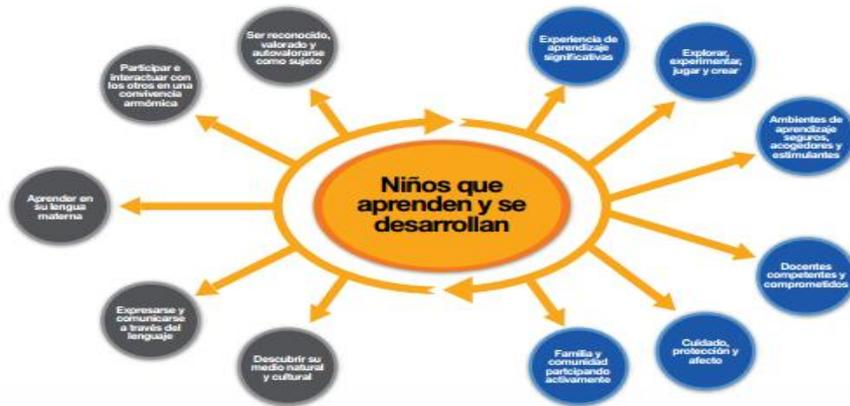 Ser reconocido,
valorado y
autovalorarse
como sujeto
Participar e
interactuar con
los otros en una
convivencia
armómica
Aprender en
su lengua
materna
Expresarse y
comunicarse
a través del
lenguaje
Descubrir su
medio natural
y cultural
Niños que
aprenden y se
desarrollan
Experiencia de
aprendizaje
significativas
Explorar,
experimentar,
jugar y crear
Ambientes de
aprendizaje
seguros,
acogedores y
estimulantes
Docentes
competentes y
comprometidos
Cuidado,
protección y
afecto
Familia y
comunidad
partcipando
activamente